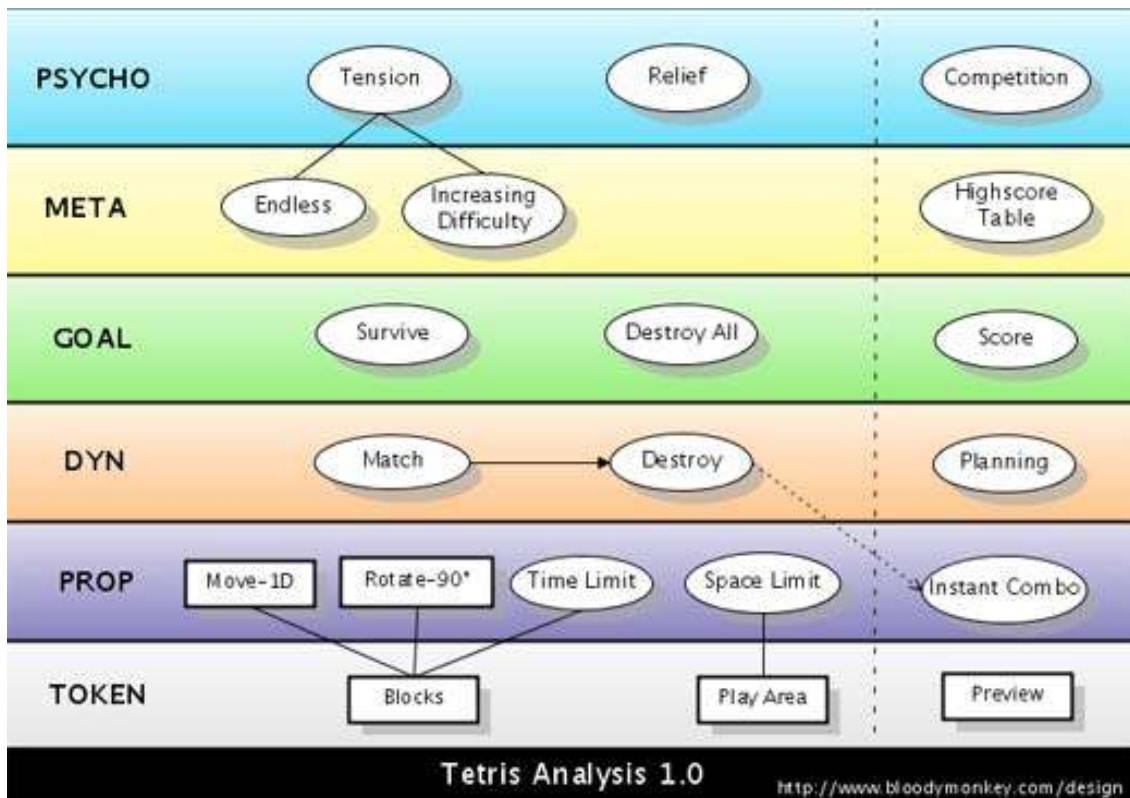 PSYCHO
Tension
Relief
Competition
META
Endless
Increasing
Difficulty
Highscore
Table
GOAL
Survive
Destroy All
Score
DYN
Match
Destroy
Planning
PROP
Move-1D
Rotate-90°
Time Limit
Space Limit
Instant Combo
TOKEN
Blocks
Play Area
Preview
Tetris Analysis 1.0
http://www.bloodymonkey.com/design